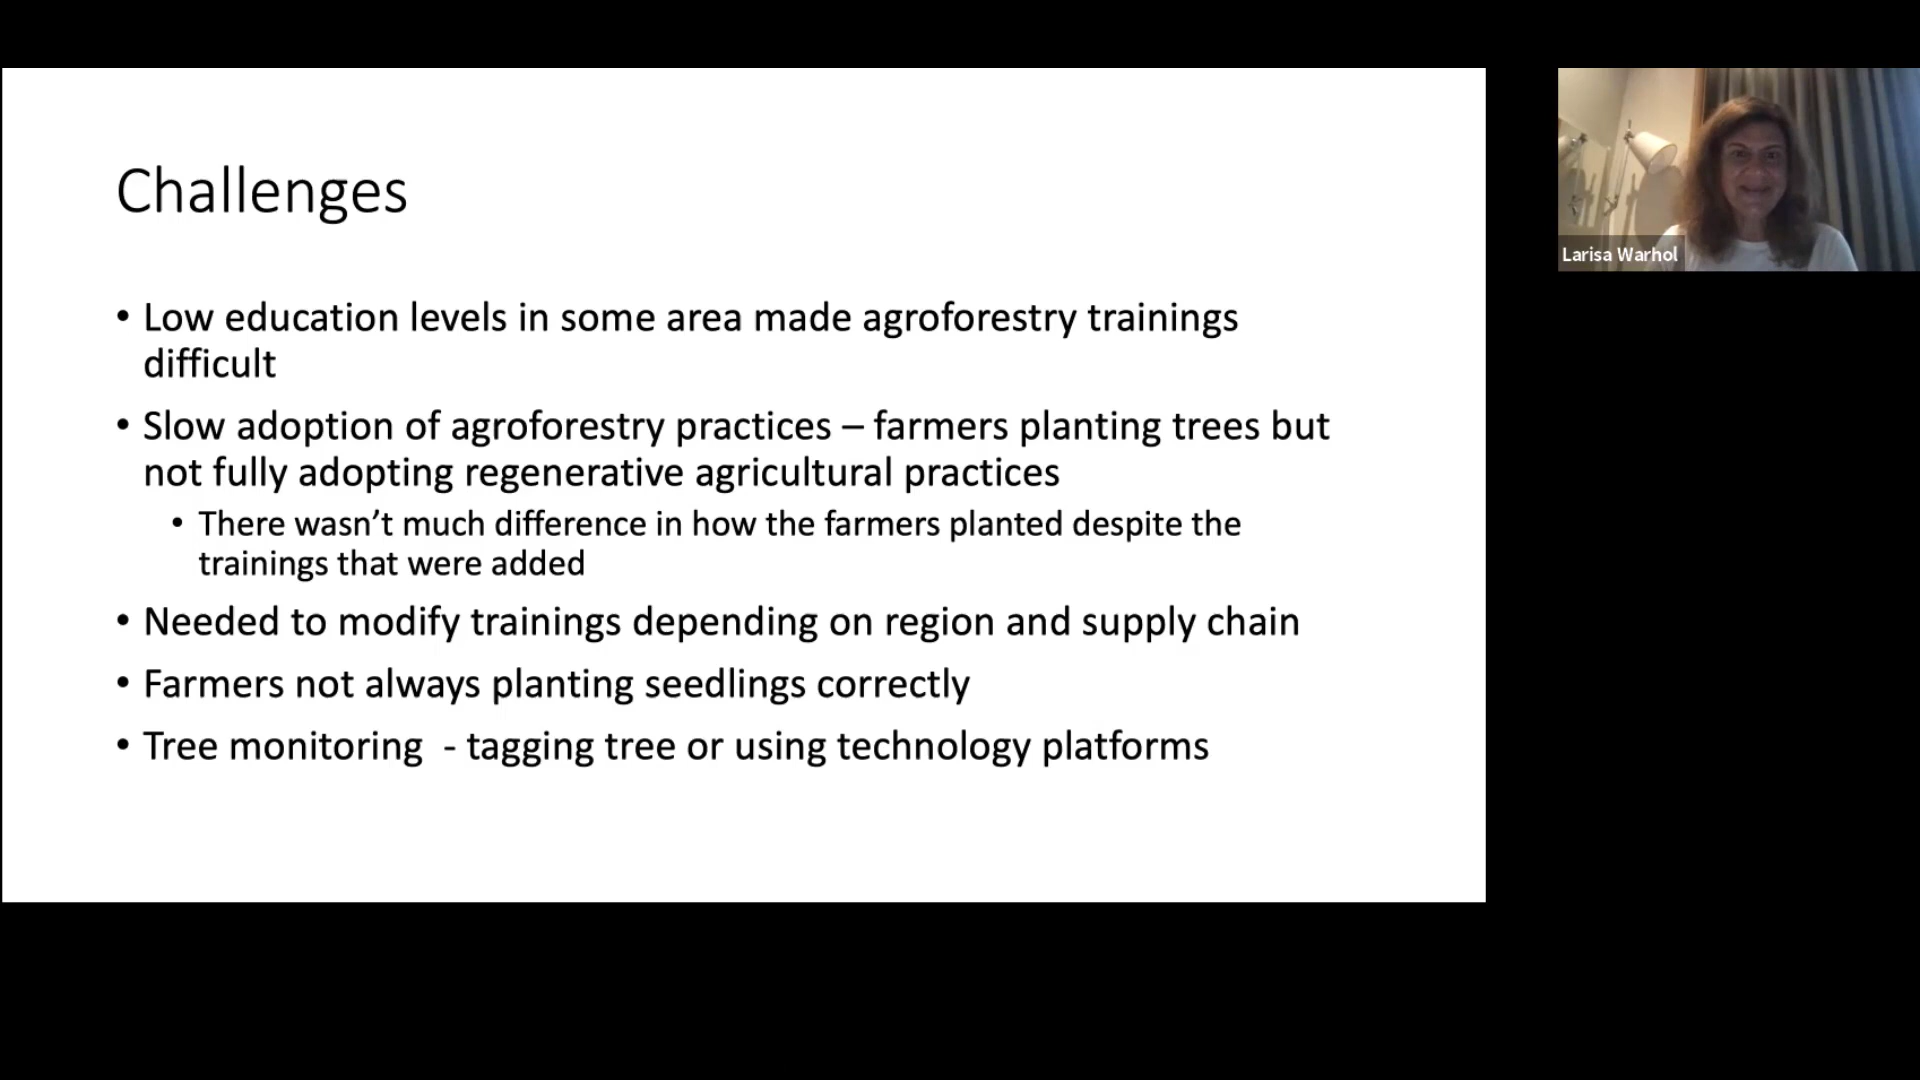 Challenges
• Low education levels in some area made agroforestry trainings
difficult
• Slow adoption of agroforestry practices – farmers planting trees but
not fully adopting regenerative agricultural practices
• There wasn’t much difference in how the farmers planted despite the
trainings that were added
• Needed to modify trainings depending on region and supply chain
• Farmers not always planting seedlings correctly
• Tree monitoring  - tagging tree or using technology platforms
Larisa Warhol